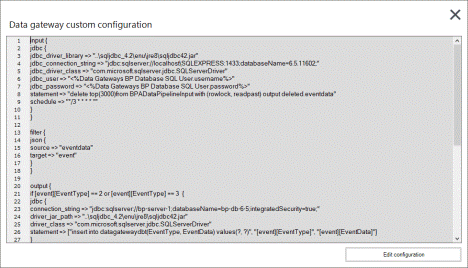 Data gateway custom configuration
1 input {
2 jdbc {
3 jdbc_driver_library => "..\sqljdbc_4.2\enu\jre8\sqljdbc42.jar"
4 jdbc_connection_string => "jdbc:sqlserver://localhost\SQLEXPRESS:1433;databaseName=6.5.11602;"
5 jdbc_driver_class => "com.microsoft.sqlserver.jdbc.SQLServerDriver"
6 jdbc_user => "<%Data Gateways BP Database SQL User.username%>"
7 jdbc_password => "<%Data Gateways BP Database SQL User.password%>"
8 statement => "delete top(3000)from BPADataPipelineInput with (rowlock, readpast) output deleted.eventdata"
9 schedule => "*/3 * * * * *"
10 }
11 }
12
13 filter {
14 json {
15 source => "eventdata"
16 target => "event"
17 }
18 }
19
20 output {
21 if [event][EventType] == 2 or [event][EventType] == 3 {
22 jdbc {
23 connection_string => "jdbc:sqlserver://bp-server-1;databaseName=bp-db-6-5;integratedSecurity=true;"
24 driver_jar_path => "..\sqljdbc_4.2\enu\jre8\sqljdbc42.jar"
25 driver_class => "com.microsoft.sqlserver.jdbc.SQLServerDriver"
26 statement => ["insert into datagatewaydbt(EventType, EventData) values(?, ?)", "[event][EventType]", "[event][EventData]"]
27 }
Edit configuration